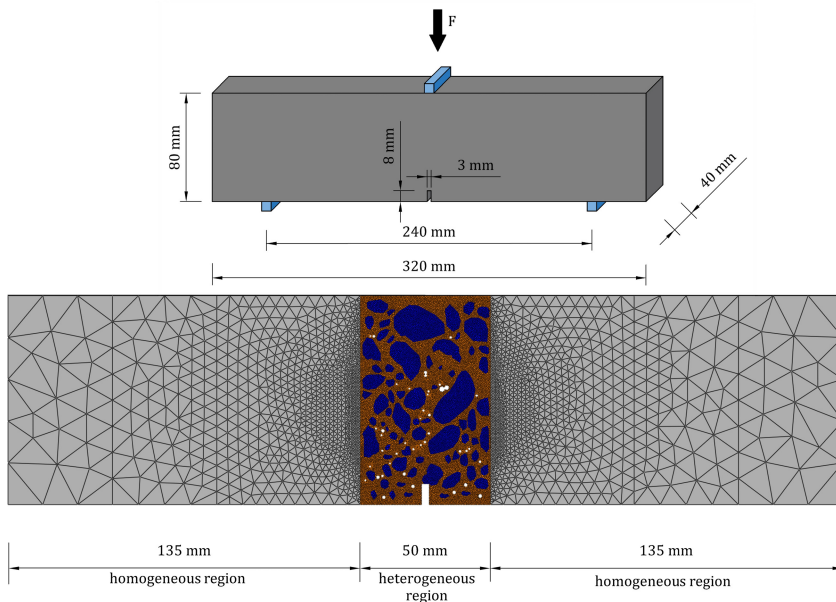 F
80 mm
8 mm
3 mm
40 mm
240 mm
320 mm
135 mm
50 mm
135 mm
homogeneous region
heterogeneous
region
homogeneous region